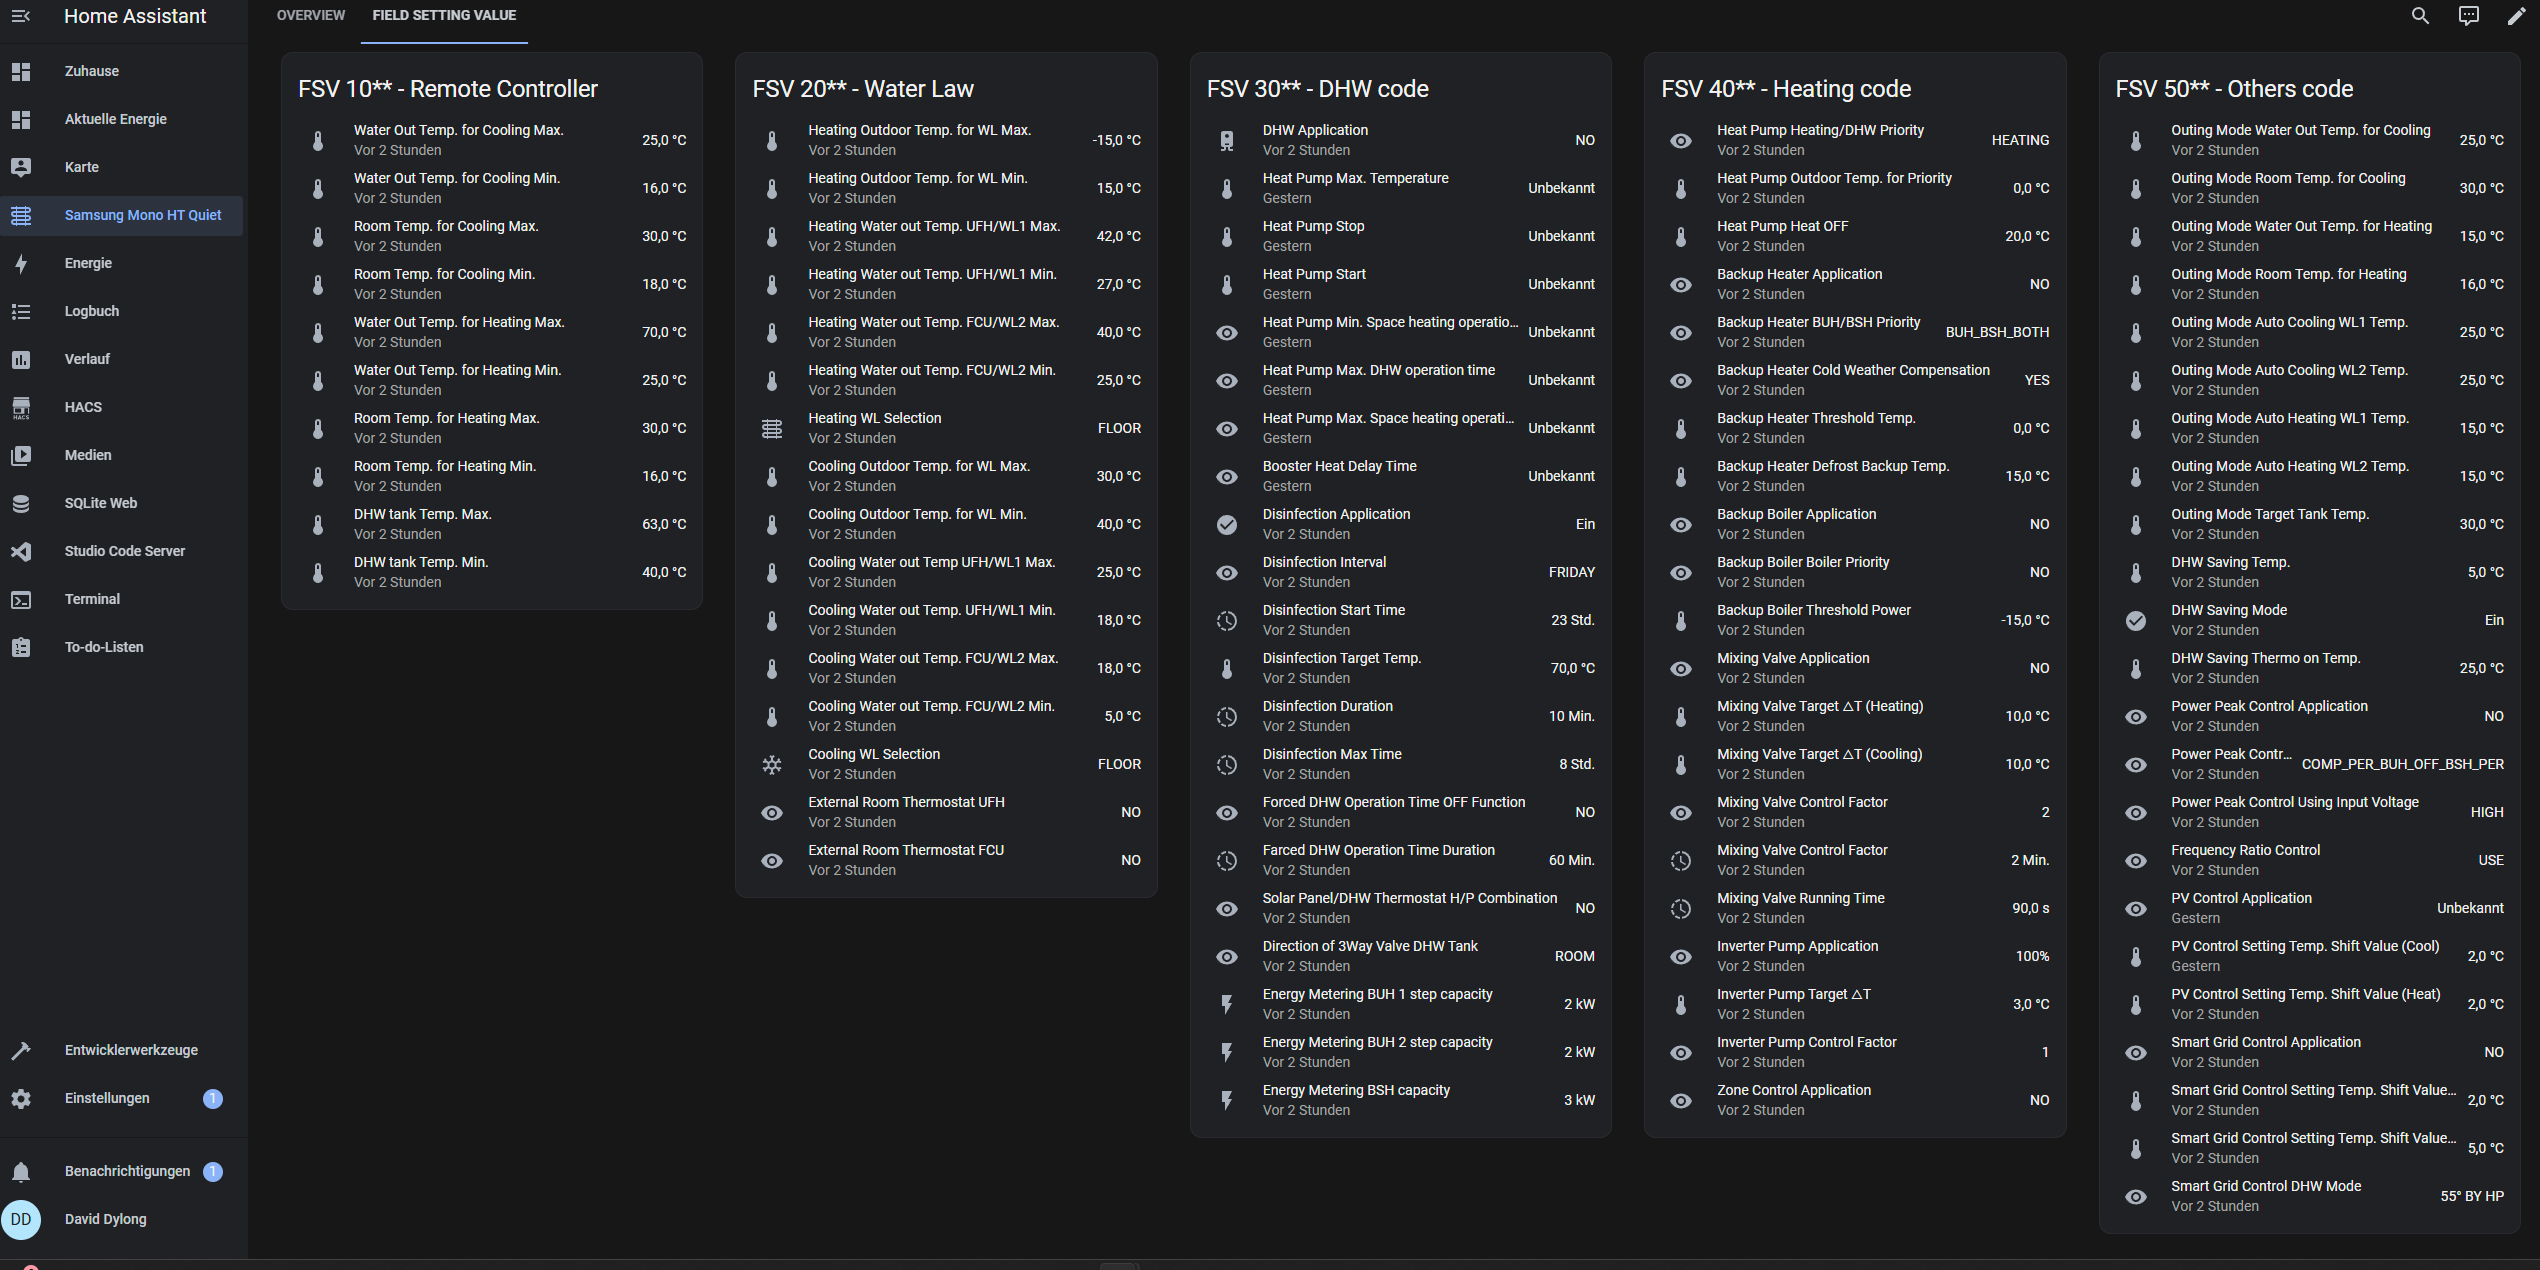 Home Assistant
OVERVIEW
FIELD SETTING VALUE
Zuhause
Aktuelle Energie
Karte
Samsung Mono HT Quiet
Energie
Logbuch
Verlauf
HACS
HACS
Medien
SQLite Web
Studio Code Server
Terminal
To-do-Listen
Entwicklerwerkzeuge
Einstellungen 1
Benachrichtigungen 1
DD David Dylong
FSV 10** - Remote Controller
Water Out Temp. for Cooling Max. 25,0 °C
Vor 2 Stunden
Water Out Temp. for Cooling Min. 16,0 °C
Vor 2 Stunden
Room Temp. for Cooling Max. 30,0 °C
Vor 2 Stunden
Room Temp. for Cooling Min. 18,0 °C
Vor 2 Stunden
Water Out Temp. for Heating Max. 70,0 °C
Vor 2 Stunden
Water Out Temp. for Heating Min. 25,0 °C
Vor 2 Stunden
Room Temp. for Heating Max. 30,0 °C
Vor 2 Stunden
Room Temp. for Heating Min. 16,0 °C
Vor 2 Stunden
DHW tank Temp. Max. 63,0 °C
Vor 2 Stunden
DHW tank Temp. Min. 40,0 °C
Vor 2 Stunden
FSV 20** - Water Law
Heating Outdoor Temp. for WL Max. -15,0 °C
Vor 2 Stunden
Heating Outdoor Temp. for WL Min. 15,0 °C
Vor 2 Stunden
Heating Water out Temp. UFH/WL1 Max. 42,0 °C
Vor 2 Stunden
Heating Water out Temp. UFH/WL1 Min. 27,0 °C
Vor 2 Stunden
Heating Water out Temp. FCU/WL2 Max. 40,0 °C
Vor 2 Stunden
Heating Water out Temp. FCU/WL2 Min. 25,0 °C
Vor 2 Stunden
Heating WL Selection FLOOR
Vor 2 Stunden
Cooling Outdoor Temp. for WL Max. 30,0 °C
Vor 2 Stunden
Cooling Outdoor Temp. for WL Min. 40,0 °C
Vor 2 Stunden
Cooling Water out Temp UFH/WL1 Max. 25,0 °C
Vor 2 Stunden
Cooling Water out Temp. UFH/WL1 Min. 18,0 °C
Vor 2 Stunden
Cooling Water out Temp. FCU/WL2 Max. 18,0 °C
Vor 2 Stunden
Cooling Water out Temp. FCU/WL2 Min. 5,0 °C
Vor 2 Stunden
Cooling WL Selection FLOOR
Vor 2 Stunden
External Room Thermostat UFH NO
Vor 2 Stunden
External Room Thermostat FCU NO
Vor 2 Stunden
FSV 30** - DHW code
DHW Application NO
Vor 2 Stunden
Heat Pump Max. Temperature Unbekannt
Gestern
Heat Pump Stop Unbekannt
Gestern
Heat Pump Start Unbekannt
Gestern
Heat Pump Min. Space heating operatio... Unbekannt
Gestern
Heat Pump Max. DHW operation time Unbekannt
Gestern
Heat Pump Max. Space heating operati... Unbekannt
Gestern
Booster Heat Delay Time Unbekannt
Gestern
Disinfection Application Ein
Vor 2 Stunden
Disinfection Interval FRIDAY
Vor 2 Stunden
Disinfection Start Time 23 Std.
Vor 2 Stunden
Disinfection Target Temp. 70,0 °C
Vor 2 Stunden
Disinfection Duration 10 Min.
Vor 2 Stunden
Disinfection Max Time 8 Std.
Vor 2 Stunden
Forced DHW Operation Time OFF Function NO
Vor 2 Stunden
Farced DHW Operation Time Duration 60 Min.
Vor 2 Stunden
Solar Panel/DHW Thermostat H/P Combination NO
Vor 2 Stunden
Direction of 3Way Valve DHW Tank ROOM
Vor 2 Stunden
Energy Metering BUH 1 step capacity 2 kW
Vor 2 Stunden
Energy Metering BUH 2 step capacity 2 kW
Vor 2 Stunden
Energy Metering BSH capacity 3 kW
Vor 2 Stunden
FSV 40** - Heating code
Heat Pump Heating/DHW Priority HEATING
Vor 2 Stunden
Heat Pump Outdoor Temp. for Priority 0,0 °C
Vor 2 Stunden
Heat Pump Heat OFF 20,0 °C
Vor 2 Stunden
Backup Heater Application NO
Vor 2 Stunden
Backup Heater BUH/BSH Priority BUH_BSH_BOTH
Vor 2 Stunden
Backup Heater Cold Weather Compensation YES
Vor 2 Stunden
Backup Heater Threshold Temp. 0,0 °C
Vor 2 Stunden
Backup Heater Defrost Backup Temp. 15,0 °C
Vor 2 Stunden
Backup Boiler Application NO
Vor 2 Stunden
Backup Boiler Boiler Priority NO
Vor 2 Stunden
Backup Boiler Threshold Power -15,0 °C
Vor 2 Stunden
Mixing Valve Application NO
Vor 2 Stunden
Mixing Valve Target △T (Heating) 10,0 °C
Vor 2 Stunden
Mixing Valve Target △T (Cooling) 10,0 °C
Vor 2 Stunden
Mixing Valve Control Factor 2
Vor 2 Stunden
Mixing Valve Control Factor 2 Min.
Vor 2 Stunden
Mixing Valve Running Time 90,0 s
Vor 2 Stunden
Inverter Pump Application 100%
Vor 2 Stunden
Inverter Pump Target △T 3,0 °C
Vor 2 Stunden
Inverter Pump Control Factor 1
Vor 2 Stunden
Zone Control Application NO
Vor 2 Stunden
FSV 50** - Others code
Outing Mode Water Out Temp. for Cooling 25,0 °C
Vor 2 Stunden
Outing Mode Room Temp. for Cooling 30,0 °C
Vor 2 Stunden
Outing Mode Water Out Temp. for Heating 15,0 °C
Vor 2 Stunden
Outing Mode Room Temp. for Heating 16,0 °C
Vor 2 Stunden
Outing Mode Auto Cooling WL1 Temp. 25,0 °C
Vor 2 Stunden
Outing Mode Auto Cooling WL2 Temp. 25,0 °C
Vor 2 Stunden
Outing Mode Auto Heating WL1 Temp. 15,0 °C
Vor 2 Stunden
Outing Mode Auto Heating WL2 Temp. 15,0 °C
Vor 2 Stunden
Outing Mode Target Tank Temp. 30,0 °C
Vor 2 Stunden
DHW Saving Temp. 5,0 °C
Vor 2 Stunden
DHW Saving Mode Ein
Vor 2 Stunden
DHW Saving Thermo on Temp. 25,0 °C
Vor 2 Stunden
Power Peak Control Application NO
Vor 2 Stunden
Power Peak Contr... COMP_PER_BUH_OFF_BSH_PER
Vor 2 Stunden
Power Peak Control Using Input Voltage HIGH
Vor 2 Stunden
Frequency Ratio Control USE
Vor 2 Stunden
PV Control Application Unbekannt
Gestern
PV Control Setting Temp. Shift Value (Cool) 2,0 °C
Gestern
PV Control Setting Temp. Shift Value (Heat) 2,0 °C
Vor 2 Stunden
Smart Grid Control Application NO
Vor 2 Stunden
Smart Grid Control Setting Temp. Shift Value... 2,0 °C
Vor 2 Stunden
Smart Grid Control Setting Temp. Shift Value... 5,0 °C
Vor 2 Stunden
Smart Grid Control DHW Mode 55° BY HP
Vor 2 Stunden